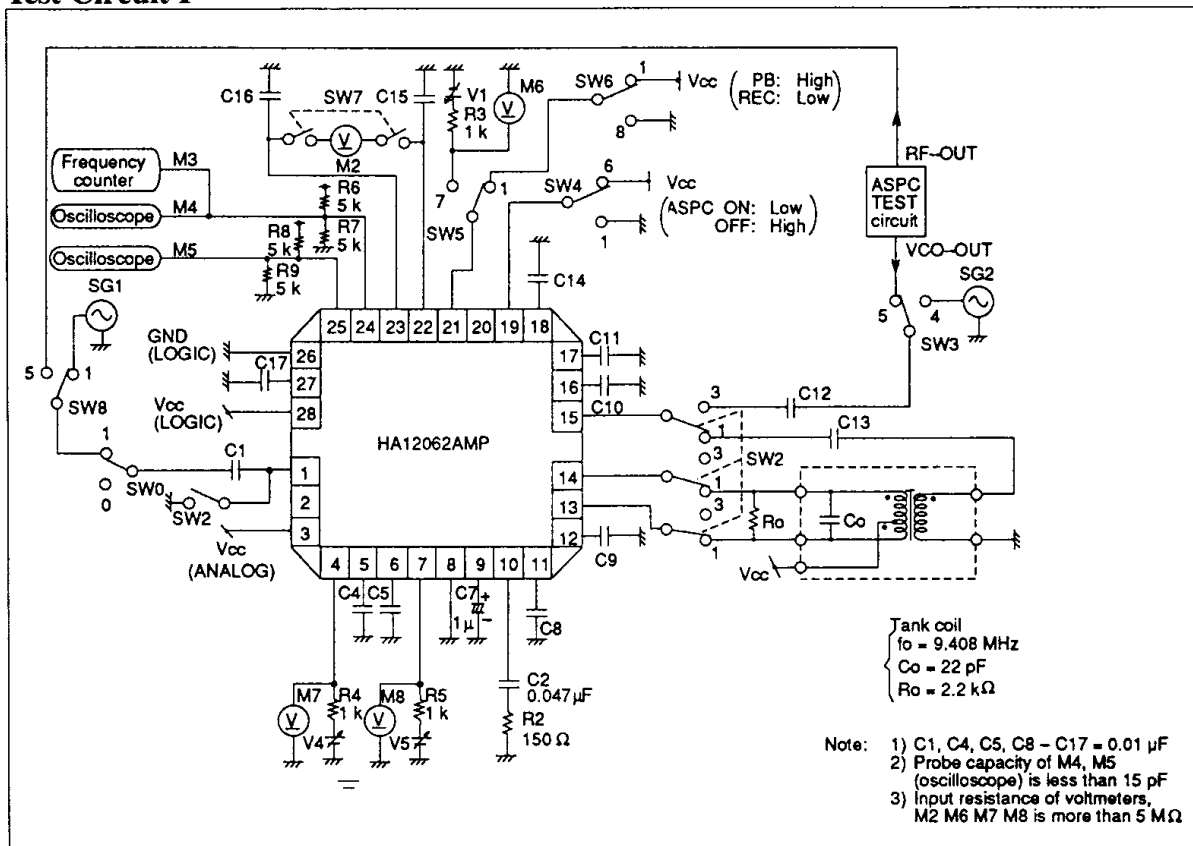 C16
SW7
C15
V1
M6
R3
1 k
SW6
1
Vcc
( PB: High
REC: Low )
8
V
M2
V
Frequency
counter
M3
Oscilloscope
M4
Oscilloscope
M5
R6
5 k
R7
5 k
R8
5 k
R9
5 k
7
1
SW5
SW4
6
Vcc
( ASPC ON: Low
OFF: High )
1
RF–OUT
ASPC
TEST
circuit
VCO–OUT
SG2
5
4
SW3
C14
SG1
GND
(LOGIC)
C17
Vcc
(LOGIC)
5
1
SW8
1
SW0
0
C1
SW2
Vcc
(ANALOG)
25 24 23 22 21 20 19 18
26
27
28
1
2
3
HA12062AMP
17
16
15
14
13
12
4 5 6 7 8 9 10 11
C11
C10
C9
3
1
3
1
3
1
SW2
C12
C13
Ro
Co
Vcc
C4
C5
C7
+
–
1 µ
C8
C2
0.047 µF
R2
150 Ω
M7
V
R4
1 k
V4
M8
V
R5
1 k
V5
Tank coil
fo = 9.408 MHz
Co = 22 pF
Ro = 2.2 kΩ
Note: 1) C1, C4, C5, C8 – C17 = 0.01 µF
2) Probe capacity of M4, M5
(oscilloscope) is less than 15 pF
3) Input resistance of voltmeters,
M2 M6 M7 M8 is more than 5 MΩ